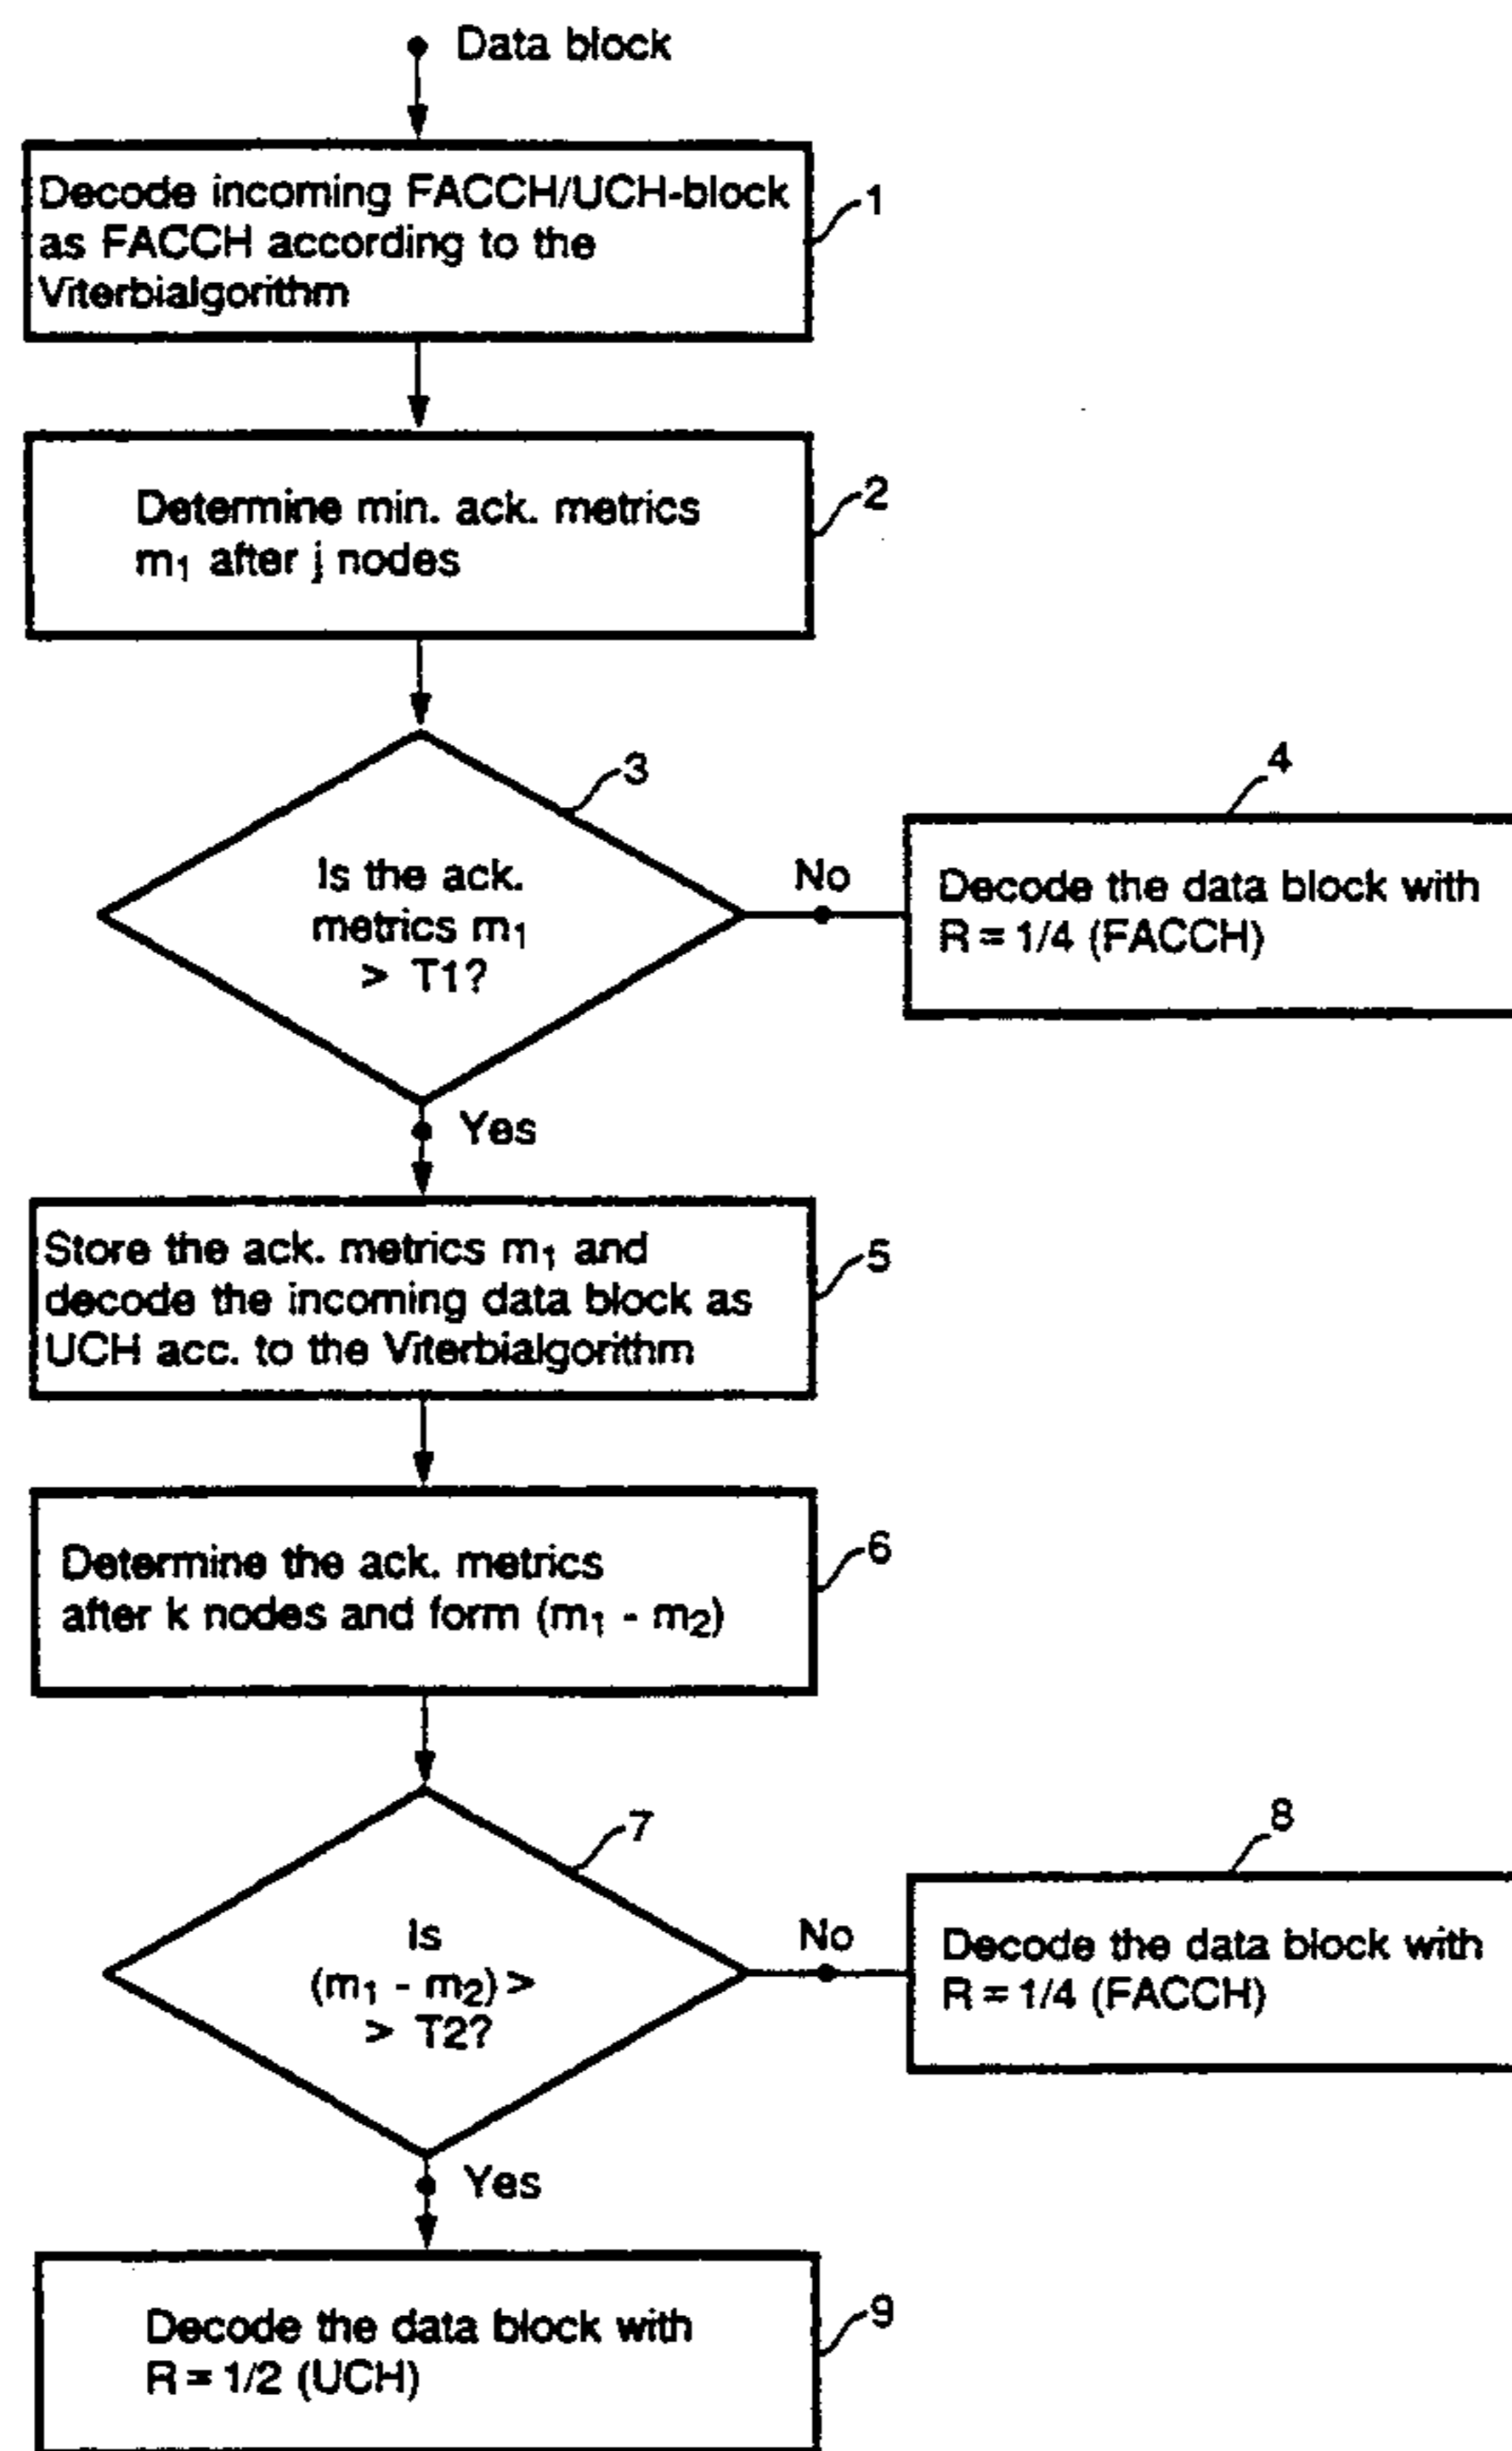 Data block
Decode incoming FACCH/UCH-block
as FACCH according to the
Viterbialgorithm
1
Determine min. ack. metrics
m₁ after j nodes
2
3
Is the ack.
metrics m₁
> T1?
No
4
Decode the data block with
R = 1/4 (FACCH)
Yes
Store the ack. metrics m₁ and
decode the incoming data block as
UCH acc. to the Viterbialgorithm
5
Determine the ack. metrics
after k nodes and form (m₁ - m₂)
6
7
Is
(m₁ - m₂) >
> T2?
No
8
Decode the data block with
R = 1/4 (FACCH)
Yes
Decode the data block with
R = 1/2 (UCH)
9